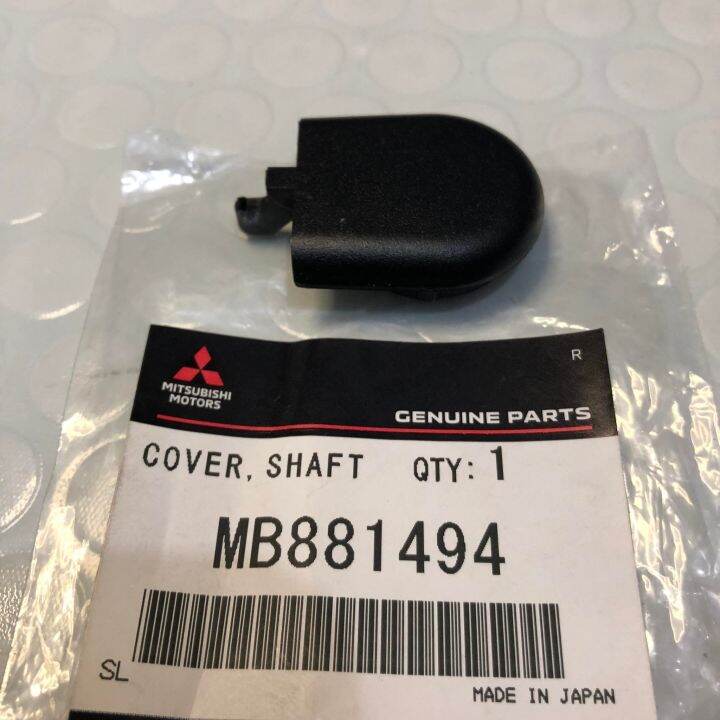 R
MITSUBISHI
MOTORS
GENUINE PARTS
COVER, SHAFT QTY: 1
MB881494
SL
MADE IN JAPAN